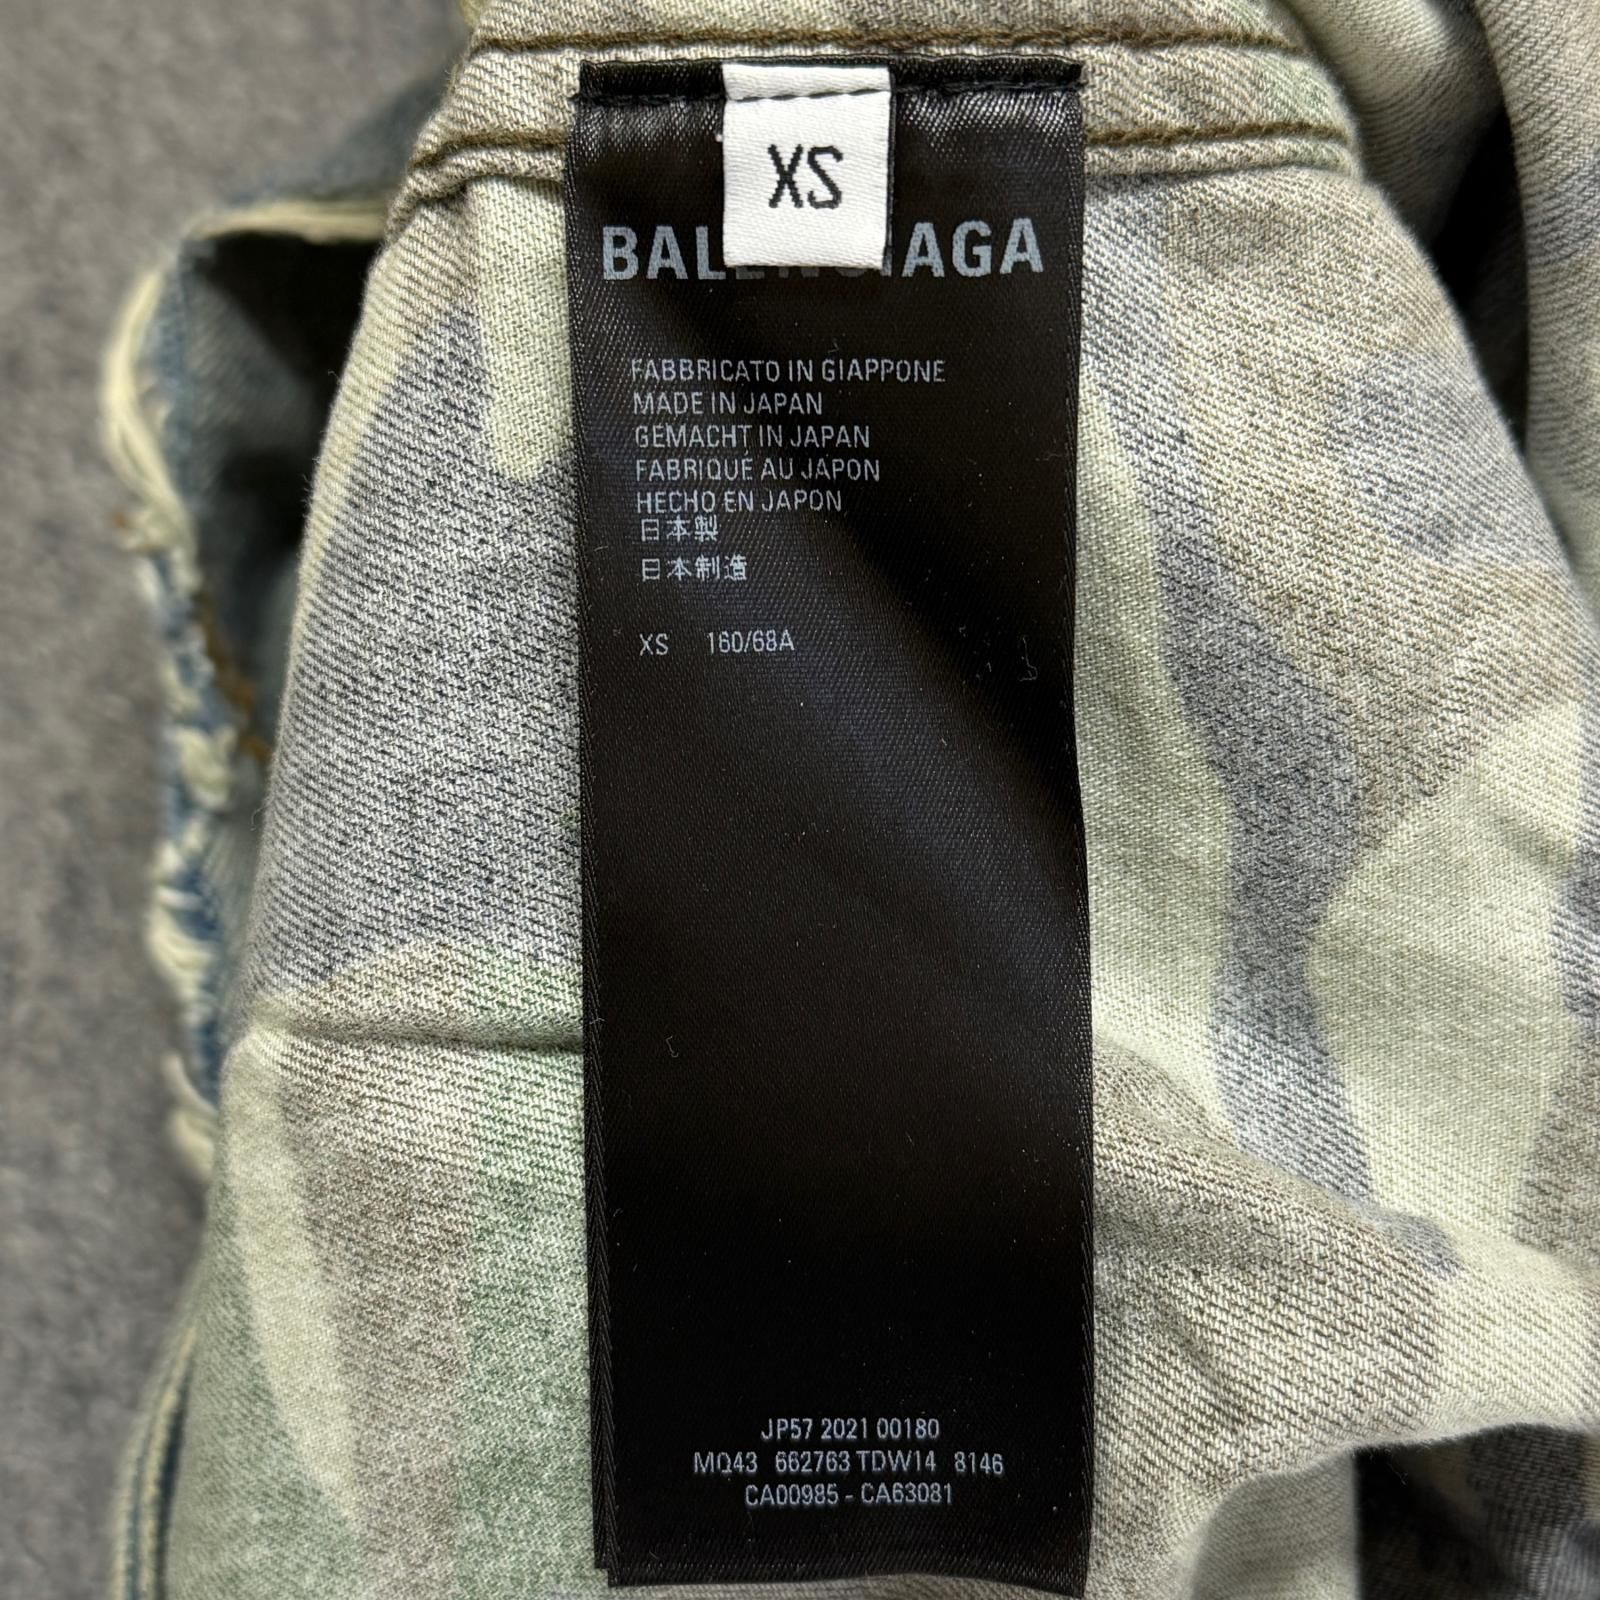 XS
BALENCIAGA
FABBRICATO IN GIAPPONE
MADE IN JAPAN
GEMACHT IN JAPAN
FABRIQUÉ AU JAPON
HECHO EN JAPON
日本製
日本制造
XS 160/68A
JP57 2021 00180
MQ43 662763 TDW14 8146
CA00985 - CA63081